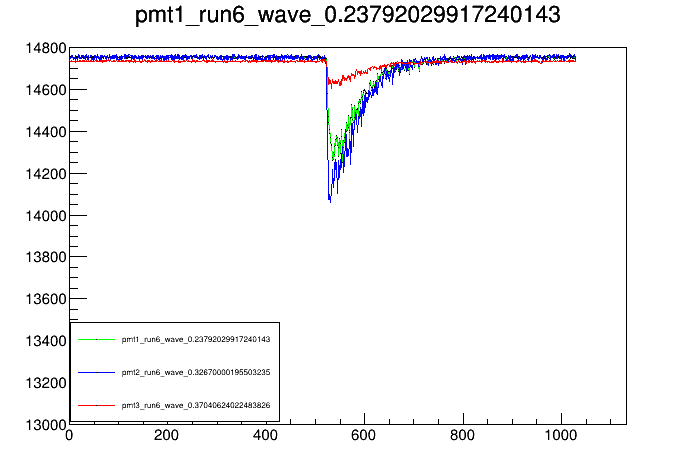 pmt1_run6_wave_0.23792029917240143
14800
14600
14400
14200
14000
13800
13600
13400
13200
13000
pmt1_run6_wave_0.23792029917240143
pmt2_run6_wave_0.32670000195503235
pmt3_run6_wave_0.37040624022483826
0 200 400 600 800 1000